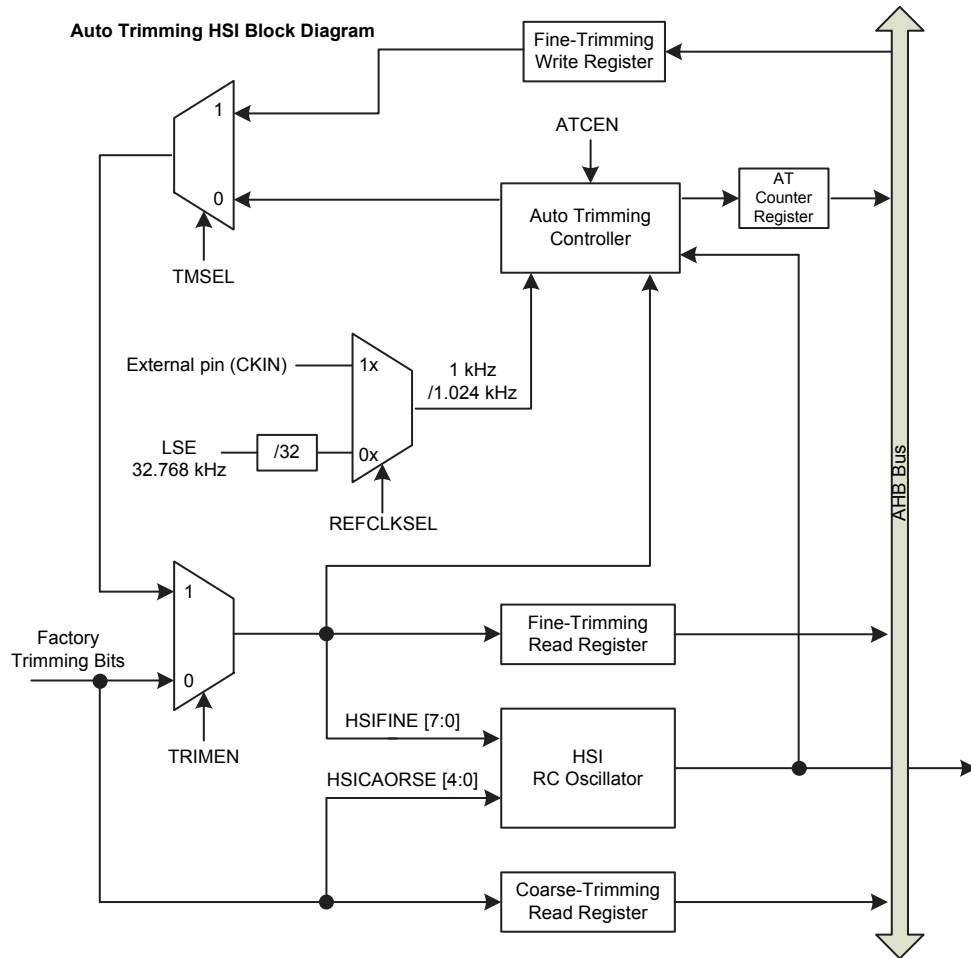 Auto Trimming HSI Block Diagram
Fine-Trimming
Write Register
1
0
TMSEL
ATCEN
Auto Trimming
Controller
AT
Counter
Register
External pin (CKIN)
1x
1 kHz
/1.024 kHz
LSE
32.768 kHz
/32
0x
REFCLKSEL
AHB Bus
1
Factory
Trimming Bits
0
TRIMEN
Fine-Trimming
Read Register
HSIFINE [7:0]
HSI
RC Oscillator
HSICAORSE [4:0]
Coarse-Trimming
Read Register